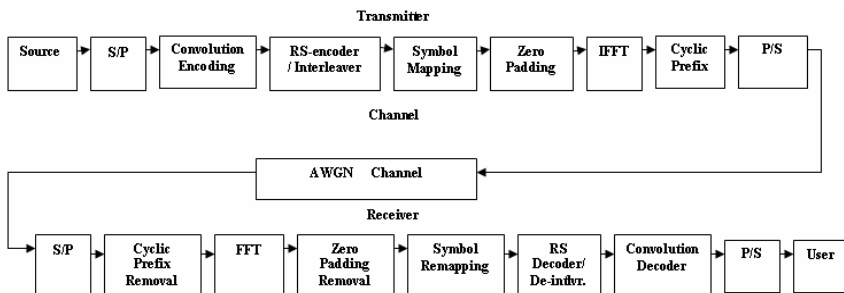 Transmitter
Source
S/P
Convolution
Encoding
RS-encoder
/ Interleaver
Symbol
Mapping
Zero
Padding
IFFT
Cyclic
Prefix
P/S
Channel
AWGN Channel
Receiver
S/P
Cyclic
Prefix
Removal
FFT
Zero
Padding
Removal
Symbol
Remapping
RS
Decoder/
De-intlvr.
Convolution
Decoder
P/S
User